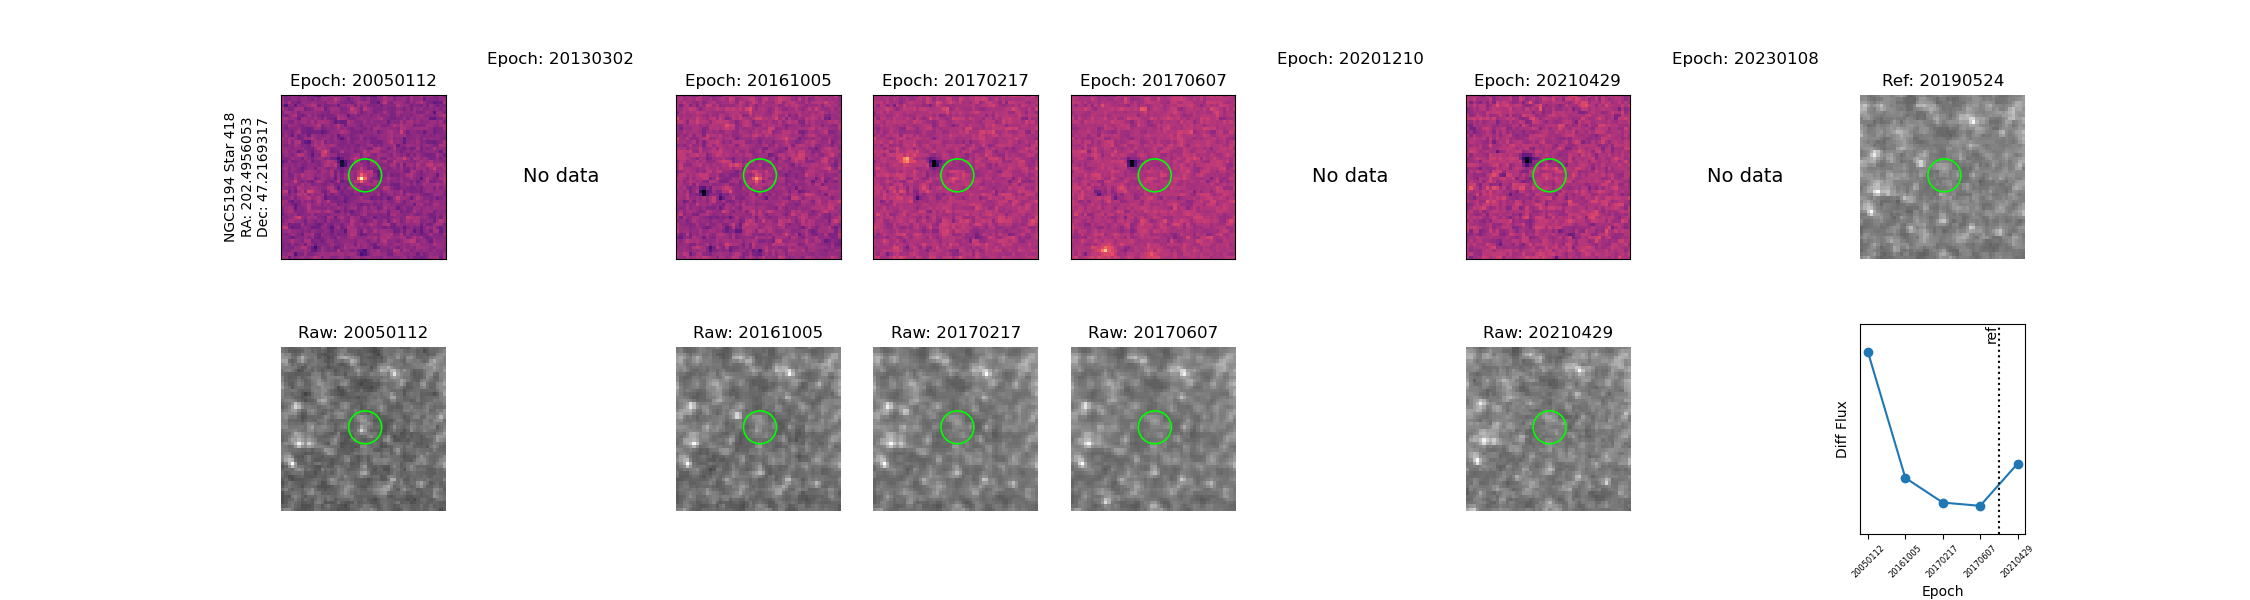 Epoch: 20130302
Epoch: 20201210
Epoch: 20230108
Epoch: 20050112
Epoch: 20161005
Epoch: 20170217
Epoch: 20170607
Epoch: 20210429
Ref: 20190524
NGC5194 Star 418
RA: 202.4956053
Dec: 47.2169317
No data
No data
No data
Raw: 20050112
Raw: 20161005
Raw: 20170217
Raw: 20170607
Raw: 20210429
ref
Diff Flux
20050112
20161005
20170217
20170607
20210429
Epoch